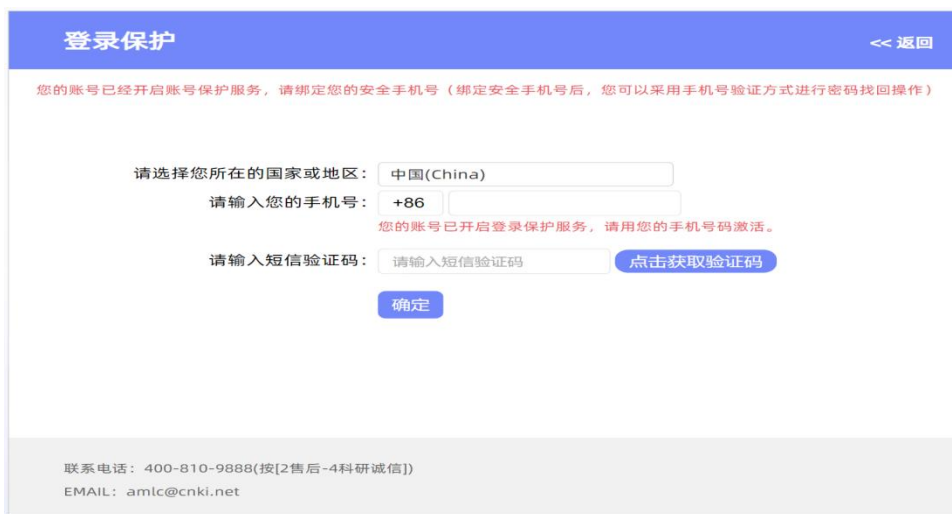 登录保护
<< 返回
您的账号已经开启账号保护服务，请绑定您的安全手机号（绑定安全手机号后，您可以采用手机号验证方式进行密码找回操作）
请选择您所在的国家或地区： 中国(China)
请输入您的手机号： +86
您的账号已开启登录保护服务，请用您的手机号码激活。
请输入短信验证码： 请输入短信验证码 点击获取验证码
确定
联系电话：400-810-9888(按[2售后-4科研诚信])
EMAIL：amlc@cnki.net